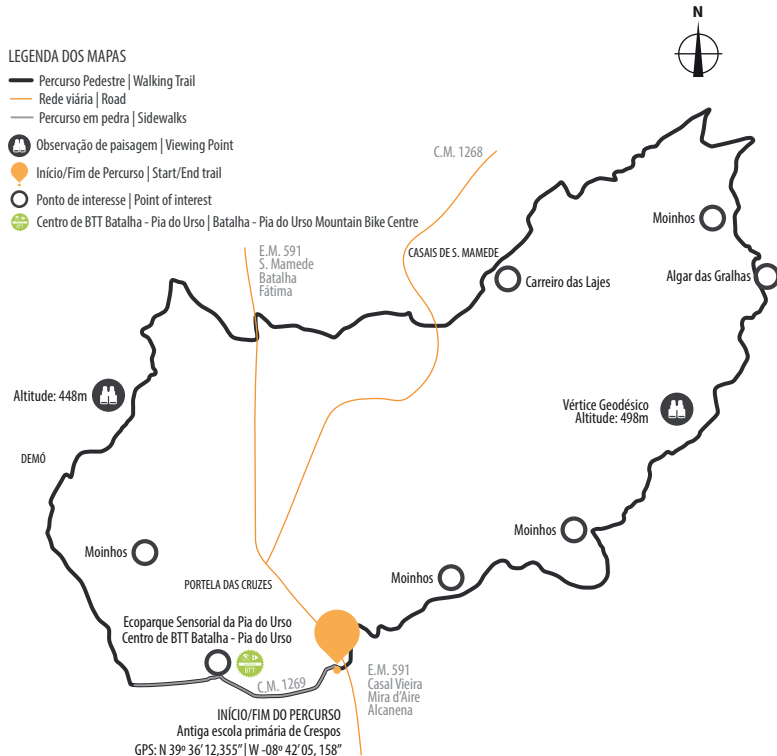 N
LEGENDA DOS MAPAS
Percurso Pedestre | Walking Trail
Rede viária | Road
Percurso em pedra | Sidewalks
Observação de paisagem | Viewing Point
Início/Fim de Percurso | Start/End trail
Ponto de interesse | Point of interest
Centro de BTT Batalha - Pia do Urso | Batalha - Pia do Urso Mountain Bike Centre
C.M. 1268
E.M. 591
S. Mamede
Batalha
Fátima
CASAIS DE S. MAMEDE
Carreiro das Lajes
Moinhos
Algar das Gralhas
Altitude: 448m
Vértice Geodésico
Altitude: 498m
DEMÓ
Moinhos
Moinhos
Moinhos
PORTELA DAS CRUZES
Ecoparque Sensorial da Pia do Urso
Centro de BTT Batalha - Pia do Urso
BTT
C.M. 1269
E.M. 591
Casal Vieira
Mira d'Aire
Alcanena
INÍCIO/FIM DO PERCURSO
Antiga escola primária de Crespos
GPS: N 39º 36' 12,355" | W -08º 42' 05, 158"